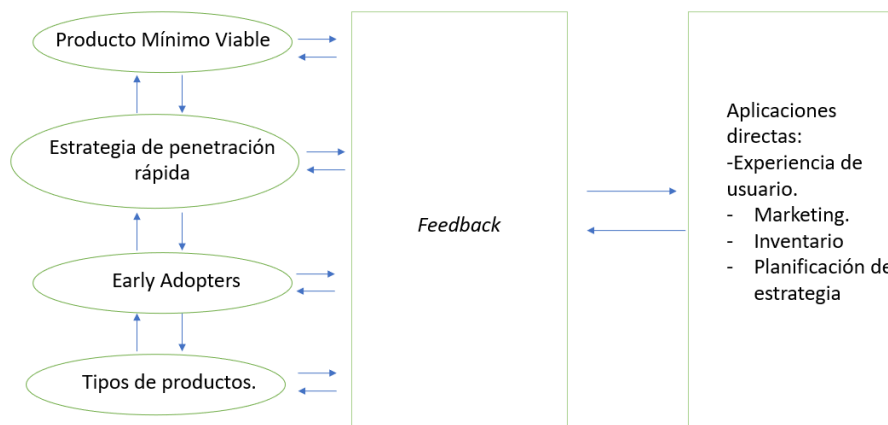 Producto Mínimo Viable
Estrategia de penetración
rápida
Early Adopters
Tipos de productos.
Feedback
Aplicaciones
directas:
-Experiencia de
usuario.
- Marketing.
- Inventario
- Planificación de
estrategia